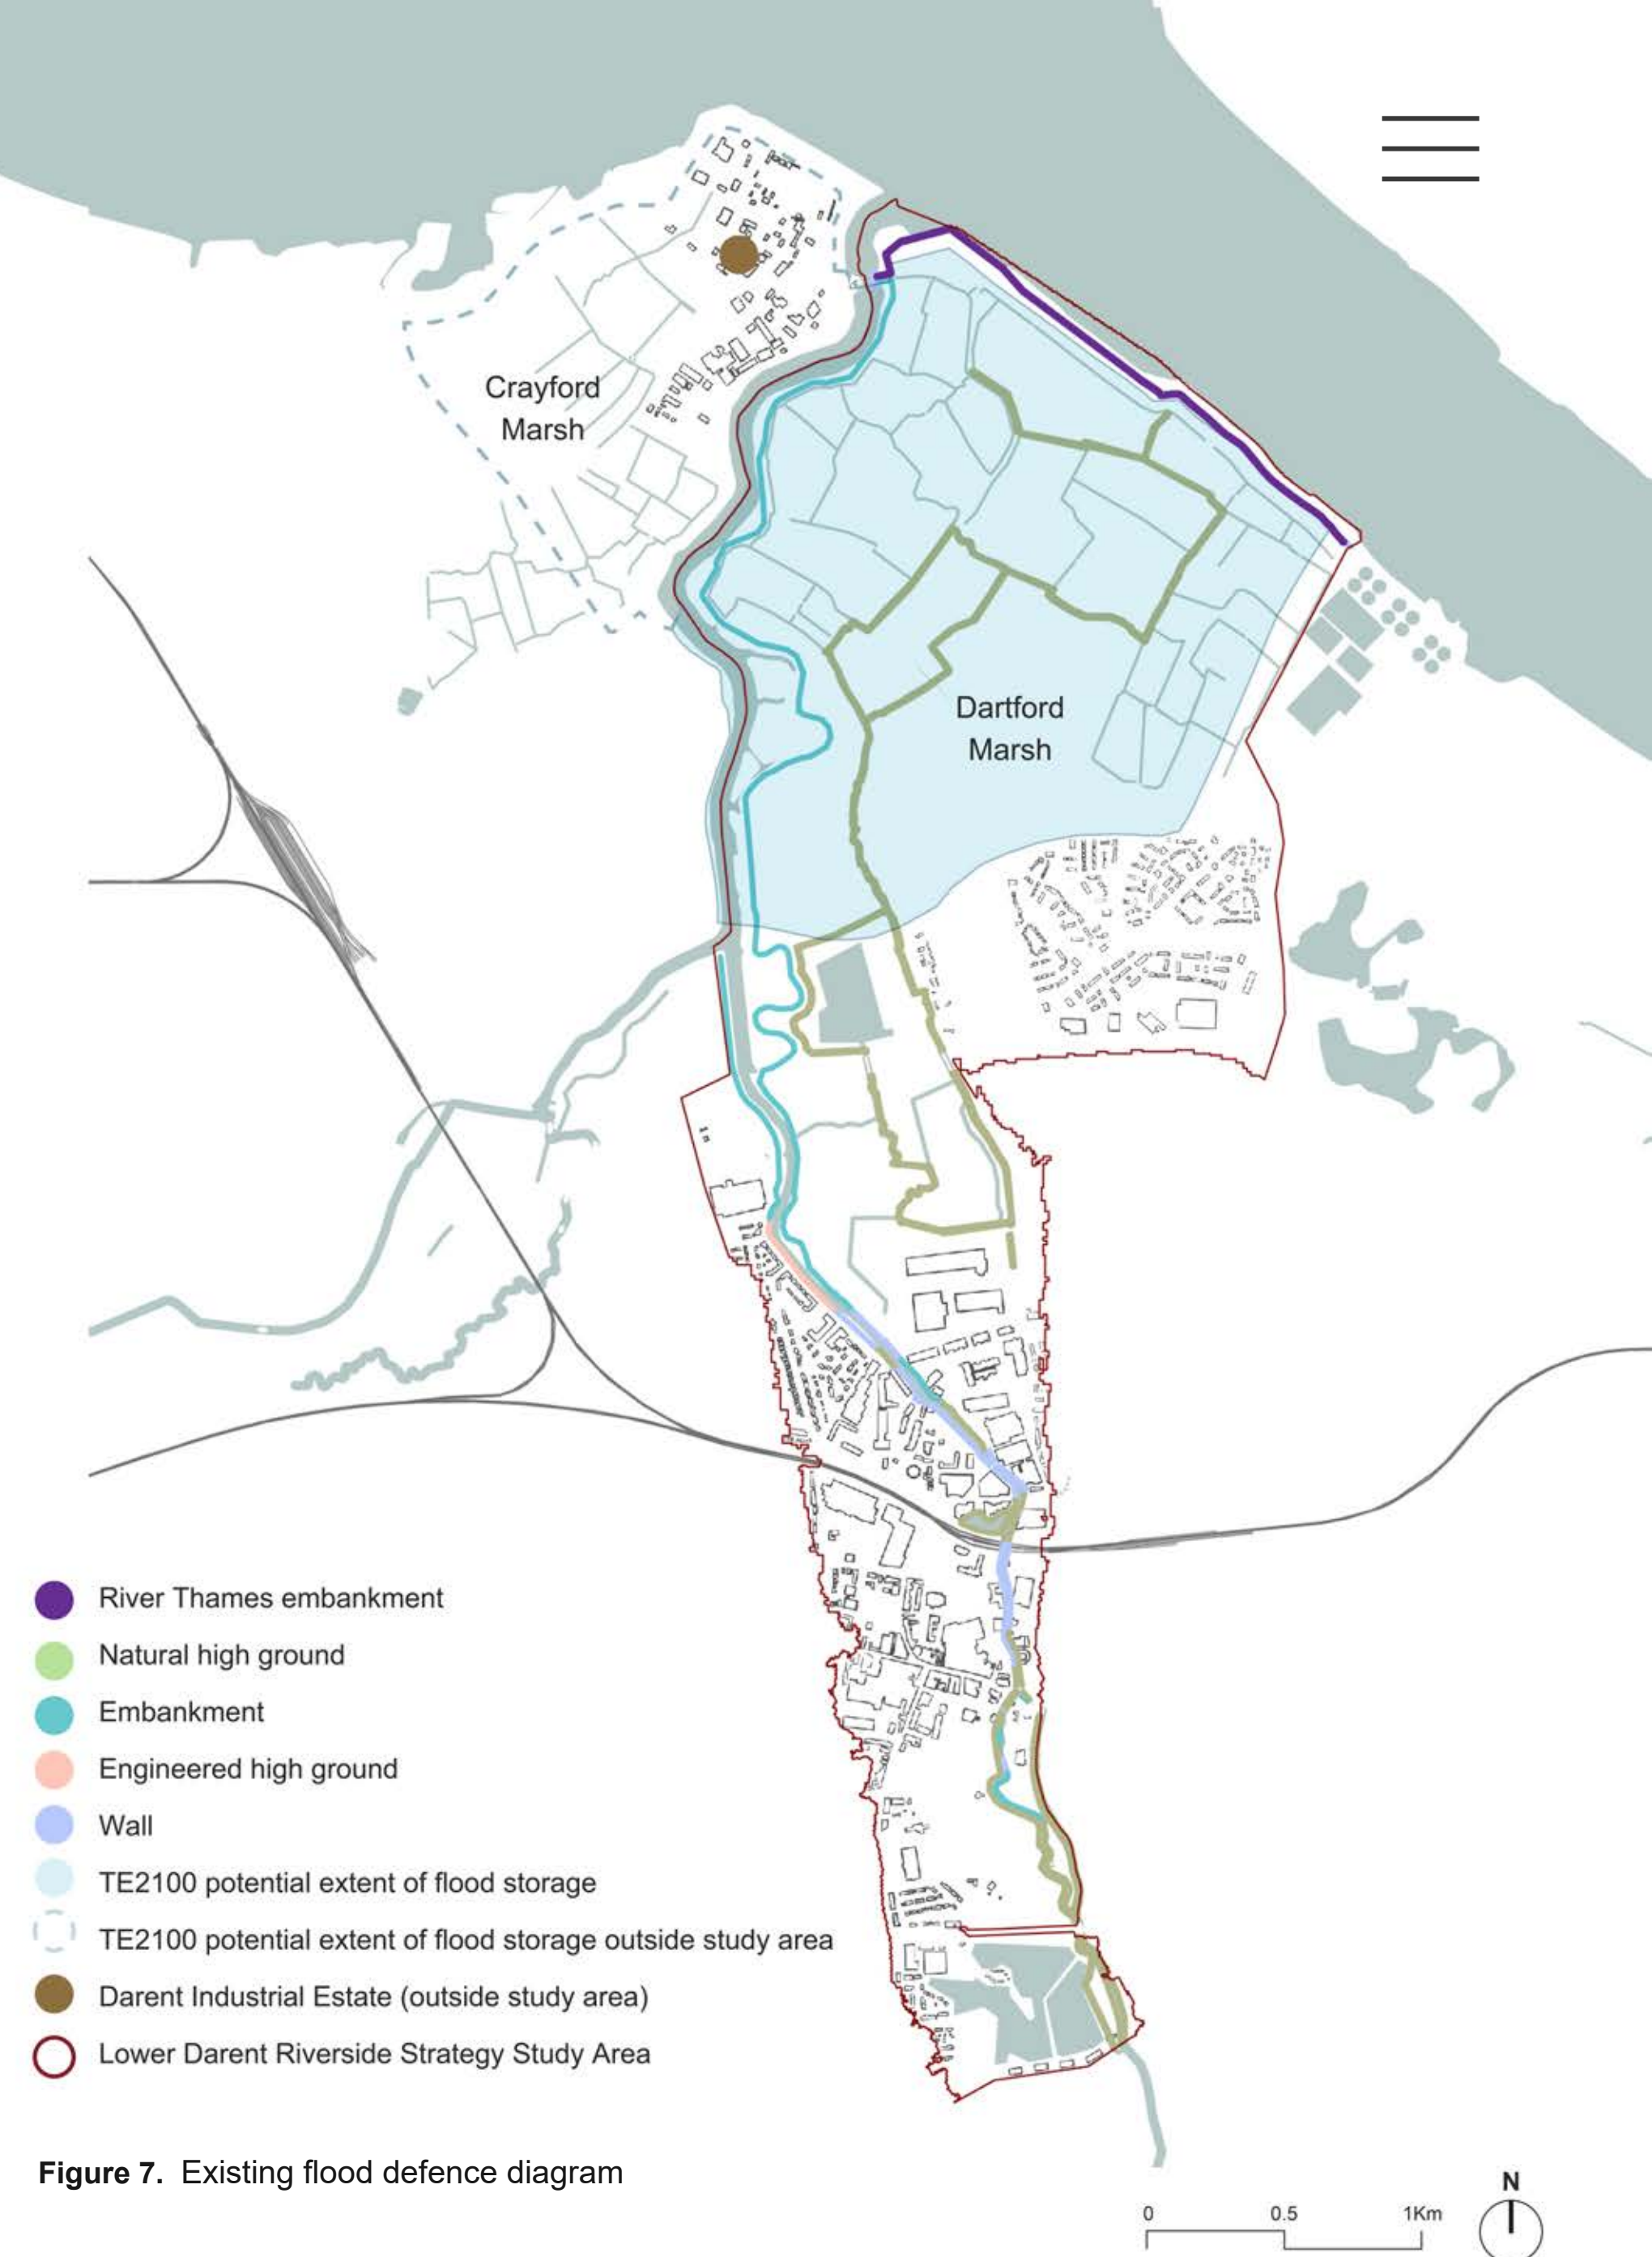 Crayford
Marsh
Dartford
Marsh
River Thames embankment
Natural high ground
Embankment
Engineered high ground
Wall
TE2100 potential extent of flood storage
TE2100 potential extent of flood storage outside study area
Darent Industrial Estate (outside study area)
Lower Darent Riverside Strategy Study Area
Figure 7. Existing flood defence diagram
N
0 0.5 1Km